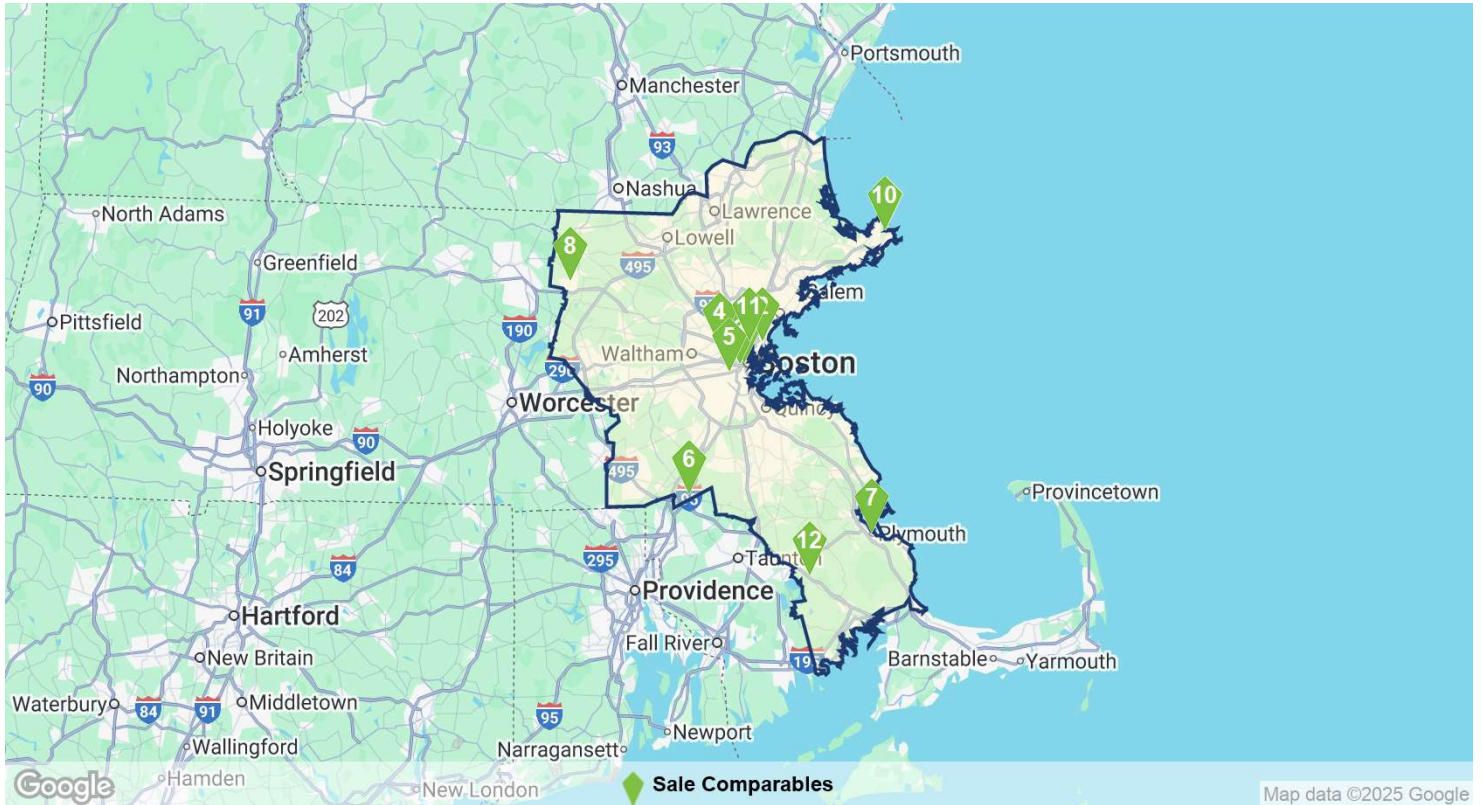 Portsmouth
Manchester
93
Nashua
10
North Adams
Lawrence
Lowell
8
Greenfield
495
91
202
Salem
Pittsfield
190
4
11
2
5
Amherst
Waltham
Boston
90
Northampton
290
Worcester
Quincy
Holyoke
90
Springfield
495
6
95
7
Provincetown
Plymouth
12
84
295
Taunton
Providence
Hartford
Fall River
New Britain
19
Barnstable
Yarmouth
Waterbury
84
91
Middletown
95
Newport
Wallingford
Narragansett
Hamden
New London
Google
Sale Comparables
Map data ©2025 Google